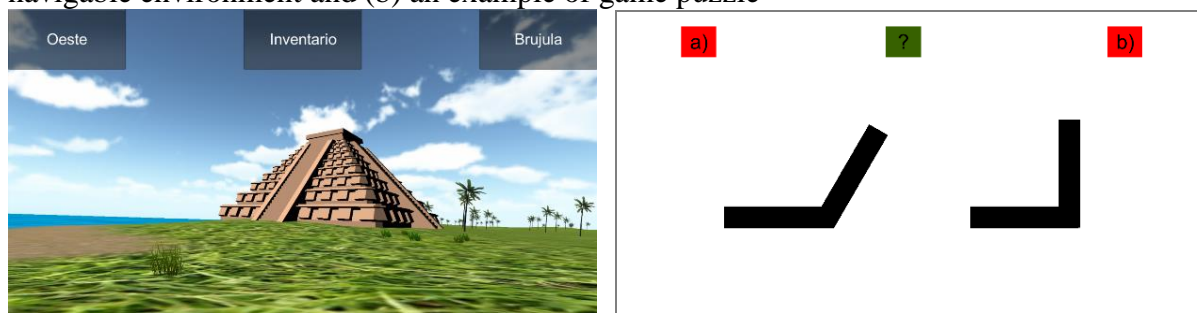 navigable environment and (b) an example of game puzzle
Oeste Inventario Brujula
a) ? b)